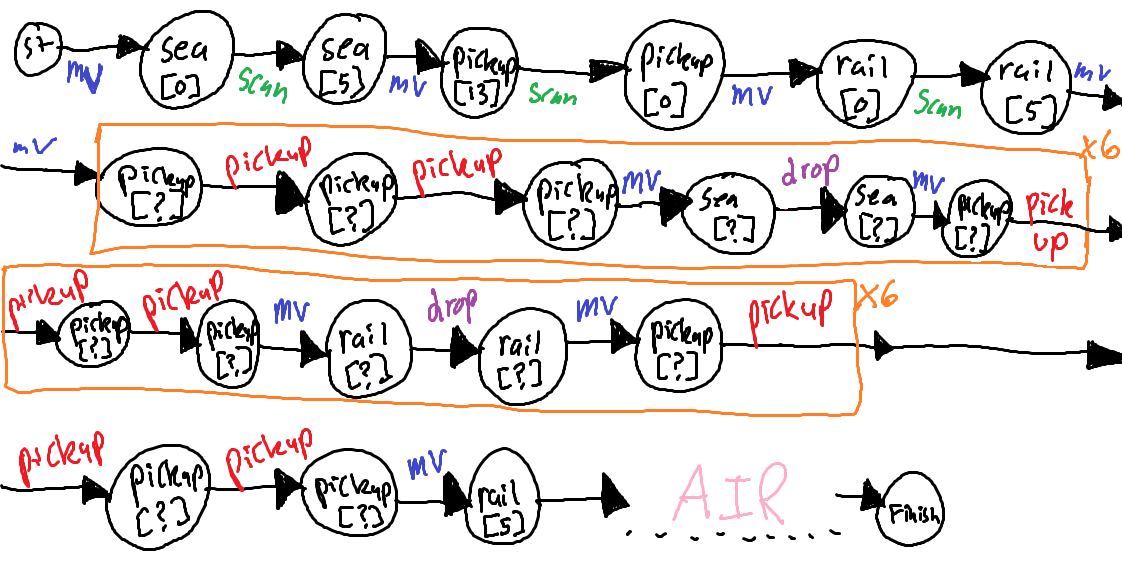 st mv sea [0] scan sea [5] mv pickup [13] scan pickup [0] mv rail [0] scan rail [5] mv
mv pickup [?] pickup pickup [?] pickup pickup [?] mv sea [?] drop sea [?] mv pickup [?] pick up x6
pickup pickup [?] pickup pickup [?] mv rail [?] drop rail [?] mv pickup [?] pickup x6
pickup pickup [?] pickup pickup [?] mv rail [5] AIR Finish